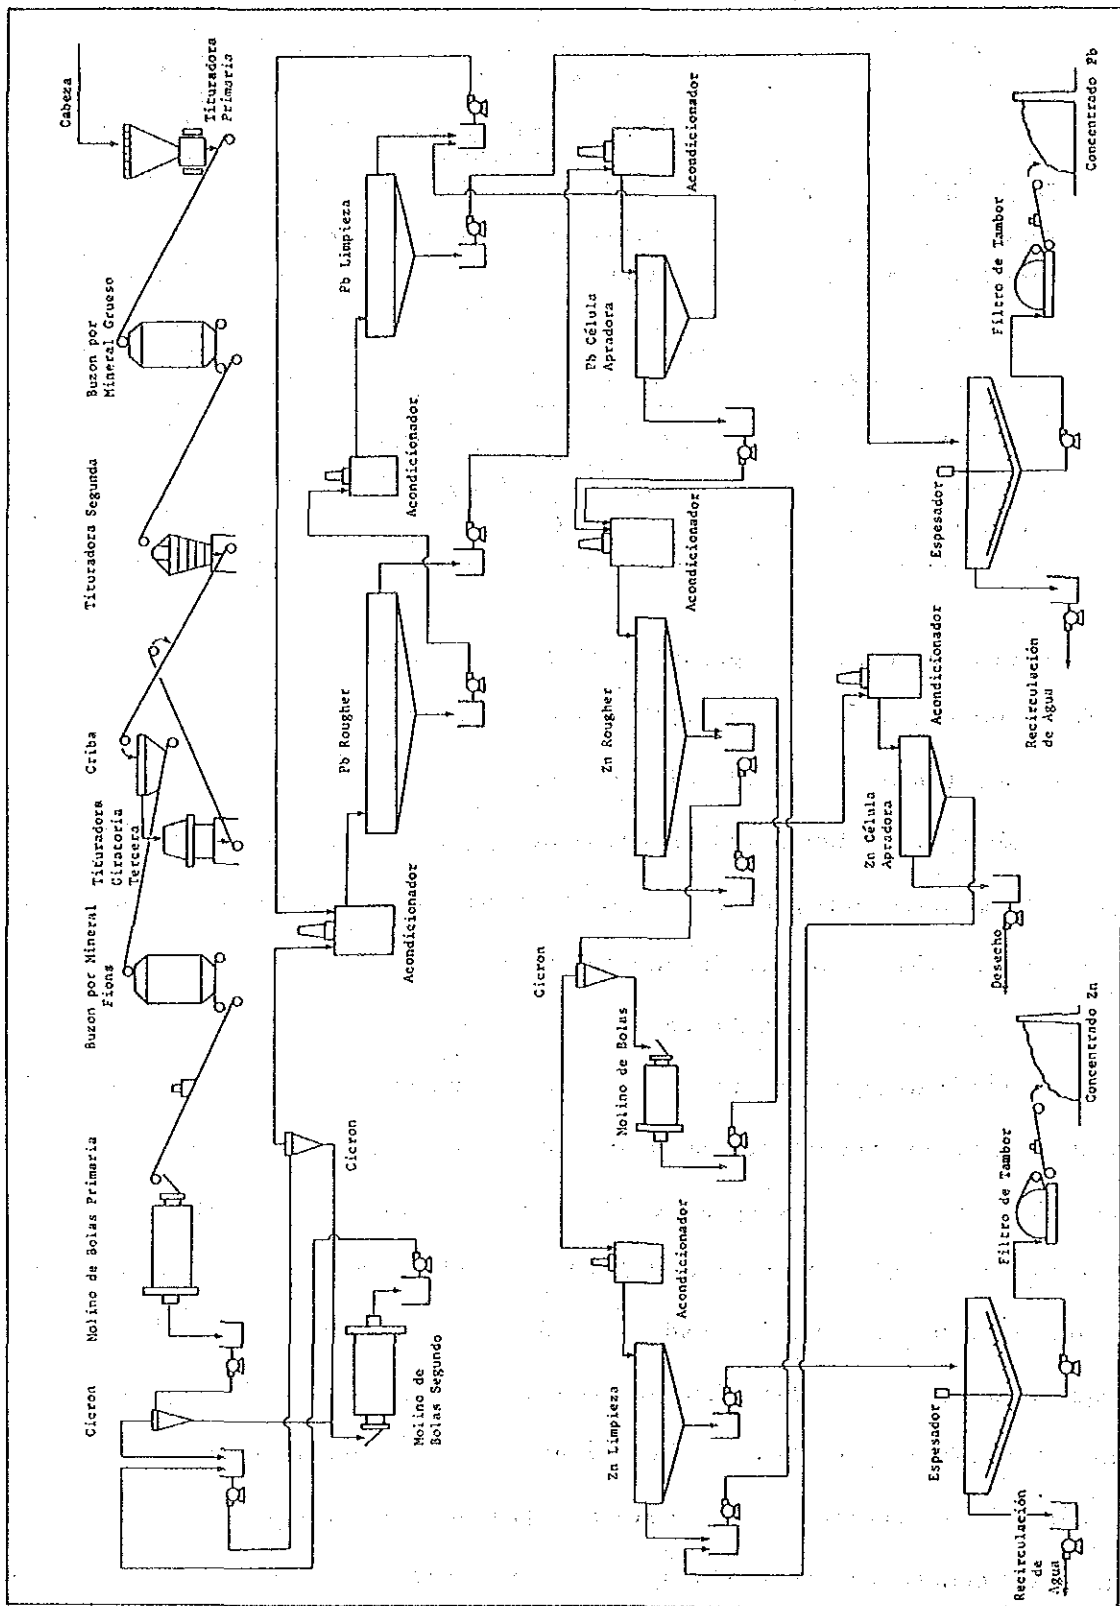 Cabeza
Tituradora
Primaria
Buzon por
Mineral Grueso
Tituradora Segunda
Criba
Tituradora
Giratoria
Tercera
Buzon por Mineral
Fions
Molino de Bolas Primaria
Cicron
Pb Limpieza
Acondicionador
Pb Rougher
Acondicionador
Cicron
Molino de
Bolas Segundo
Acondicionador
Pb Célula
Apradora
Acondicionador
Zn Rougher
Cicron
Molino de Bolas
Acondicionador
Zn Limpieza
Acondicionador
Zn Célula
Apradora
Desecho
Concentrado Pb
Filtro de Tambor
Espesador
Recirculación
de Agua
Concentrado Zn
Filtro de Tambor
Espesador
Recirculación
de
Agua